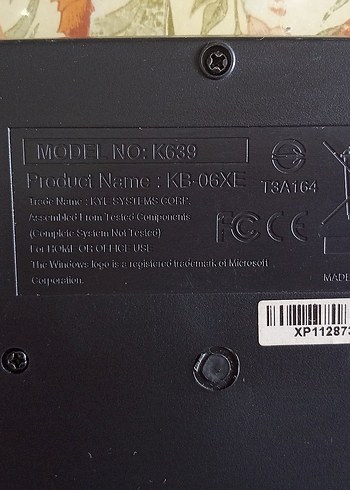 MODEL NO: K639
Product Name : KB-06XE
T3A164
Trade Name : KYE SYSTEMS CORP.
Assembled From Tested Components
(Complete System Not Tested)
FC CE
For HOME OR OFFICE USE
The Windows logo is a registered trademark of Microsoft
Corporation.
MADE
XP112873